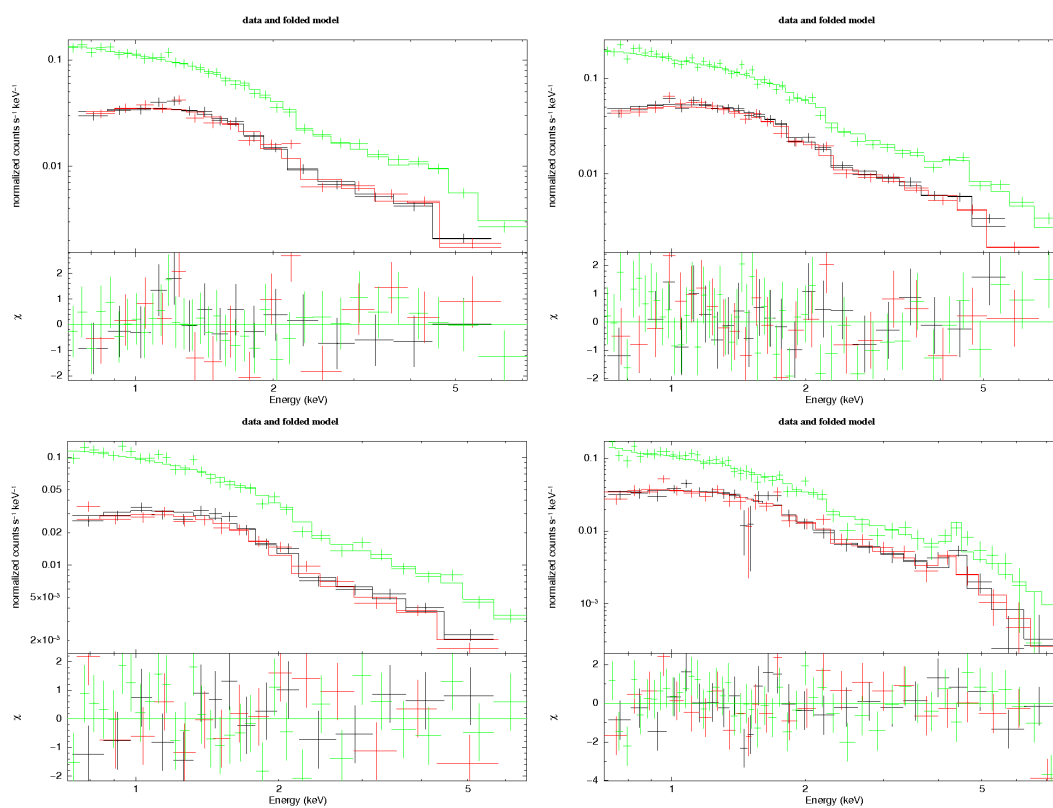 data and folded model
normalized counts s⁻¹ keV⁻¹
0.1
0.01
χ
2
1
0
−1
−2
1
2
5
Energy (keV)
data and folded model
normalized counts s⁻¹ keV⁻¹
0.1
0.01
χ
2
1
0
−1
−2
1
2
5
Energy (keV)
data and folded model
normalized counts s⁻¹ keV⁻¹
0.1
0.05
0.02
0.01
5×10⁻³
2×10⁻³
χ
2
1
0
−1
−2
1
2
5
Energy (keV)
data and folded model
normalized counts s⁻¹ keV⁻¹
0.1
0.01
10⁻³
χ
2
0
−2
−4
1
2
5
Energy (keV)